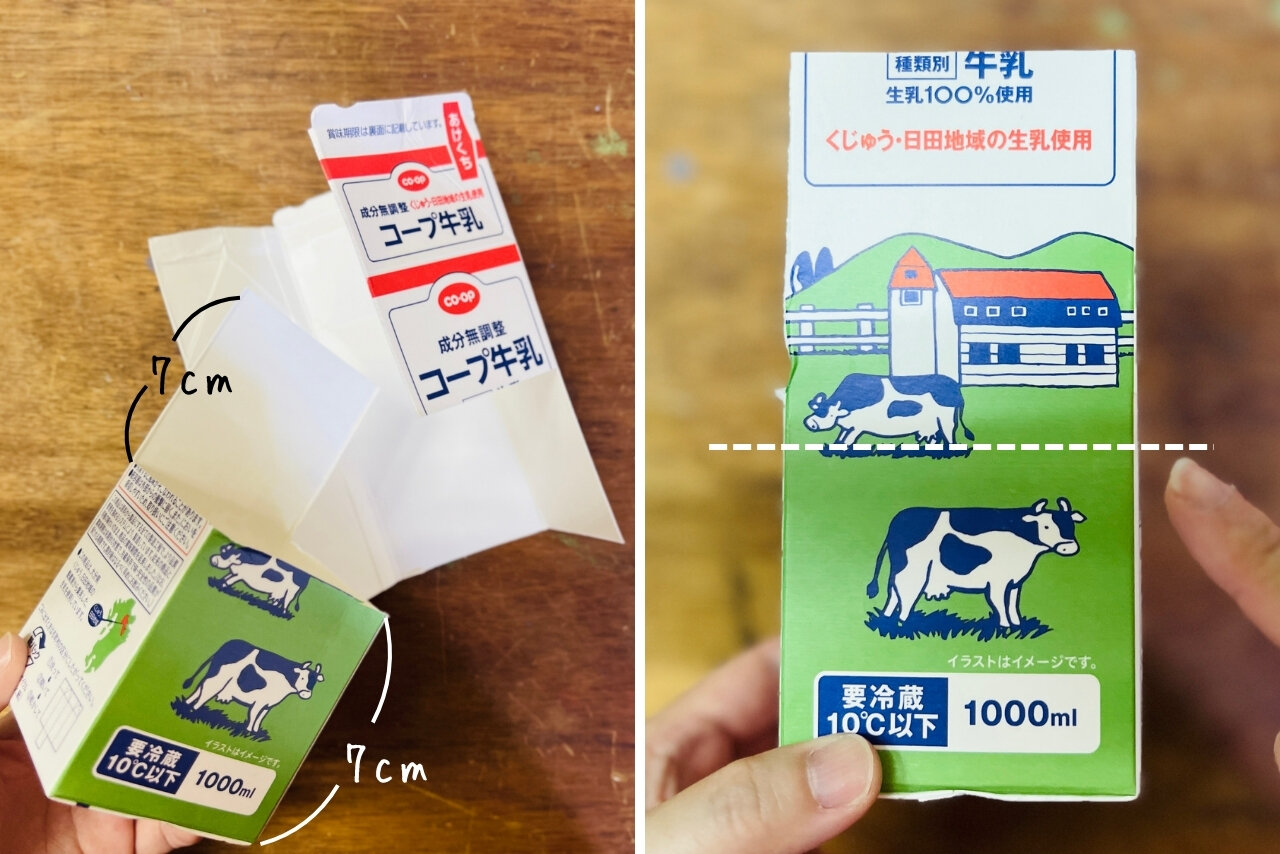 賞味期限は裏面に記載しています。
あけくち
co-op
成分無調整 くじゅう・日田地域の生乳使用
コープ牛乳
co-op
成分無調整
コープ牛乳
7cm
イラストはイメージです。
要冷蔵
10℃以下
1000ml
7cm
種類別 牛乳
生乳100%使用
くじゅう・日田地域の生乳使用
イラストはイメージです。
要冷蔵
10℃以下
1000ml